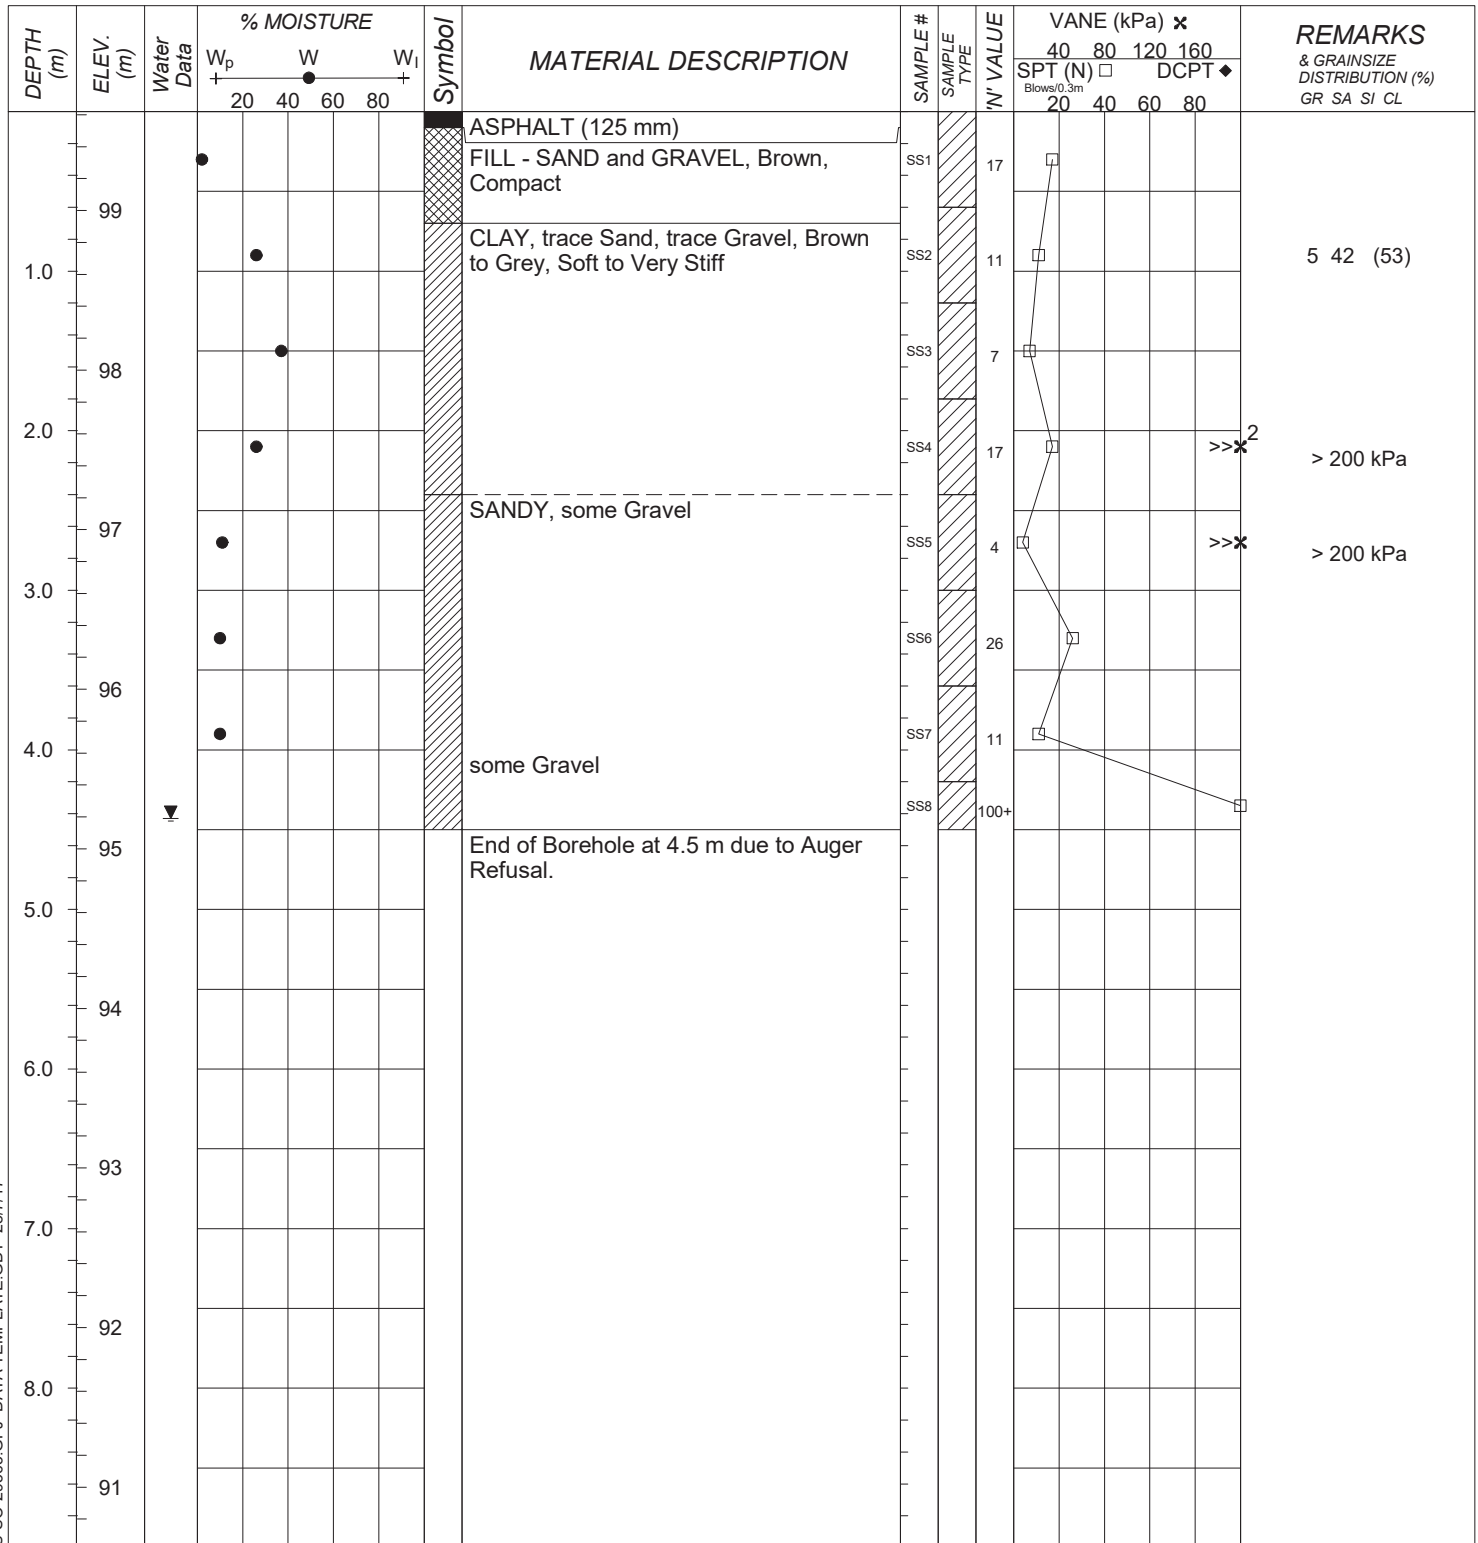 DEPTH (m)
ELEV. (m)
Water Data
% MOISTURE
Wp W Wl
20 40 60 80
Symbol
MATERIAL DESCRIPTION
SAMPLE #
SAMPLE TYPE
'N' VALUE
VANE (kPa)
40 80 120 160
SPT (N) DCPT
Blows/0.3m
20 40 60 80
REMARKS
& GRAINSIZE
DISTRIBUTION (%)
GR SA SI CL
ASPHALT (125 mm)
FILL - SAND and GRAVEL, Brown,
Compact
SS1 17
99
CLAY, trace Sand, trace Gravel, Brown
to Grey, Soft to Very Stiff
SS2 11 5 42 (53)
1.0
SS3 7
98
2.0
SS4 17 >> 2
> 200 kPa
SANDY, some Gravel
97
SS5 4 >>
> 200 kPa
3.0
SS6 26
96
SS7 11
4.0
some Gravel
SS8 100+
95
End of Borehole at 4.5 m due to Auger
Refusal.
5.0
94
6.0
93
7.0
92
8.0
91